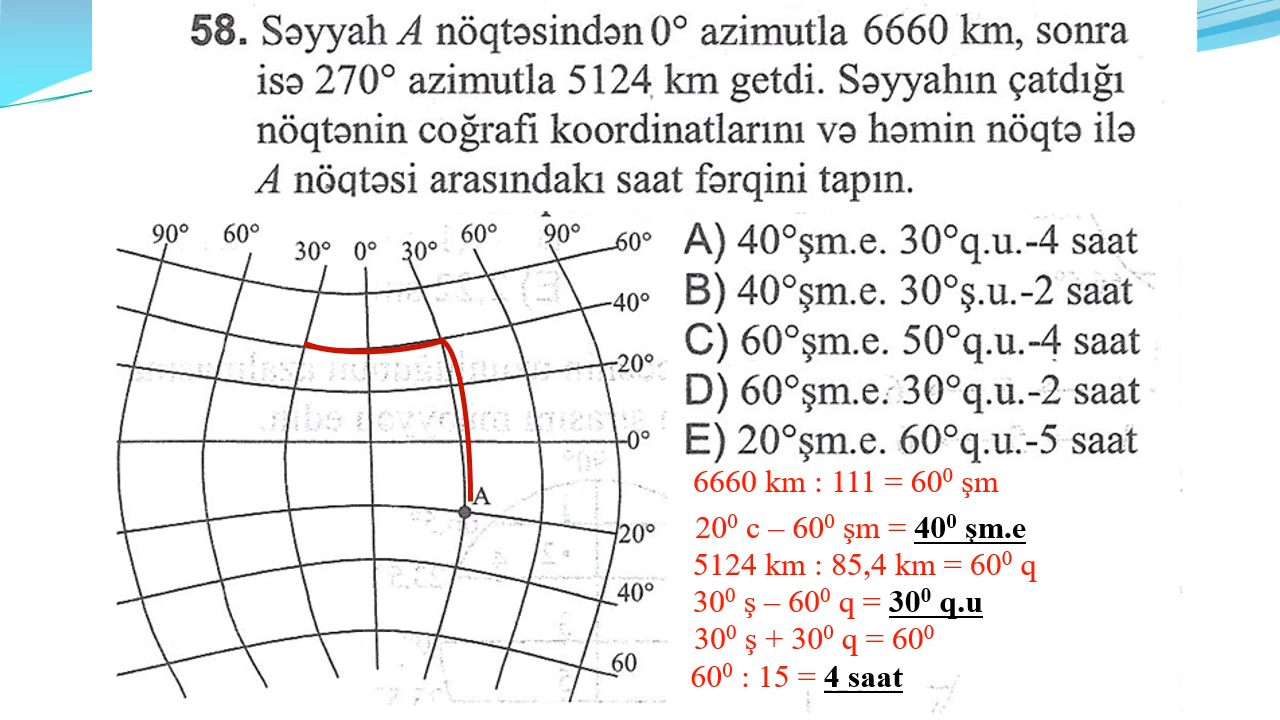 58. Səyyah A nöqtəsindən 0° azimutla 6660 km, sonra
isə 270° azimutla 5124 km getdi. Səyyahın çatdığı
nöqtənin coğrafi koordinatlarını və həmin nöqtə ilə
A nöqtəsi arasındakı saat fərqini tapın.
90° 60° 30° 0° 30° 60° 90° 60°
40°
20°
0°
A
20°
40°
60
A) 40°şm.e. 30°q.u.-4 saat
B) 40°şm.e. 30°ş.u.-2 saat
C) 60°şm.e. 50°q.u.-4 saat
D) 60°şm.e. 30°q.u.-2 saat
E) 20°şm.e. 60°q.u.-5 saat
6660 km : 111 = 60⁰ şm
20⁰ c – 60⁰ şm = 40⁰ şm.e
5124 km : 85,4 km = 60⁰ q
30⁰ ş – 60⁰ q = 30⁰ q.u
30⁰ ş + 30⁰ q = 60⁰
60⁰ : 15 = 4 saat